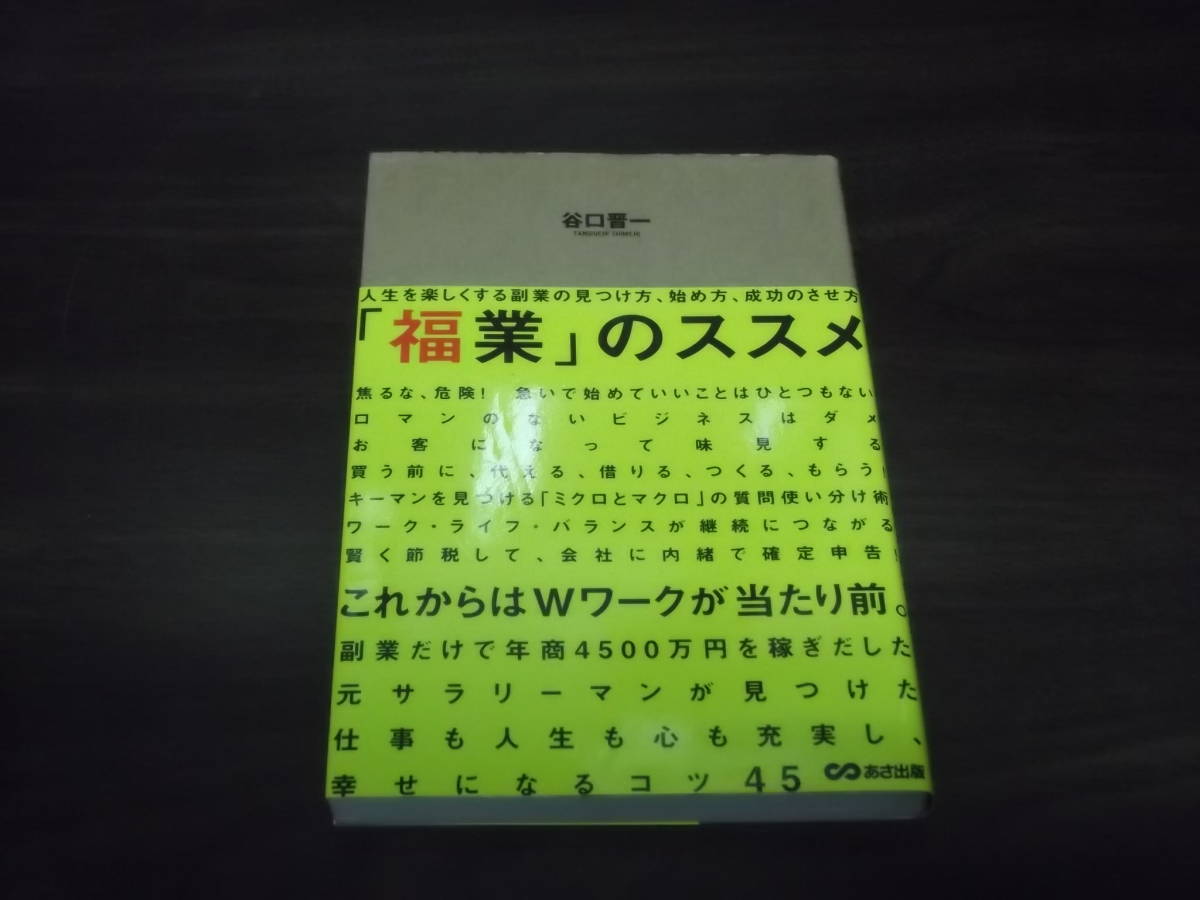 谷口晋一
TANIGUCHI SHINICHI
人生を楽しくする副業の見つけ方、始め方、成功のさせ方
「福業」のススメ
焦るな、危険！ 急いで始めていいことはひとつもない
ロマンのないビジネスはダメ
お客になって味見する
買う前に、代える、借りる、つくる、もらう！
キーマンを見つける「ミクロとマクロ」の質問使い分け術
ワーク・ライフ・バランスが継続につながる
賢く節税して、会社に内緒で確定申告！
これからはWワークが当たり前。
副業だけで年商4500万円を稼ぎだした
元サラリーマンが見つけた
仕事も人生も心も充実し、
幸せになるコツ45
あさ出版